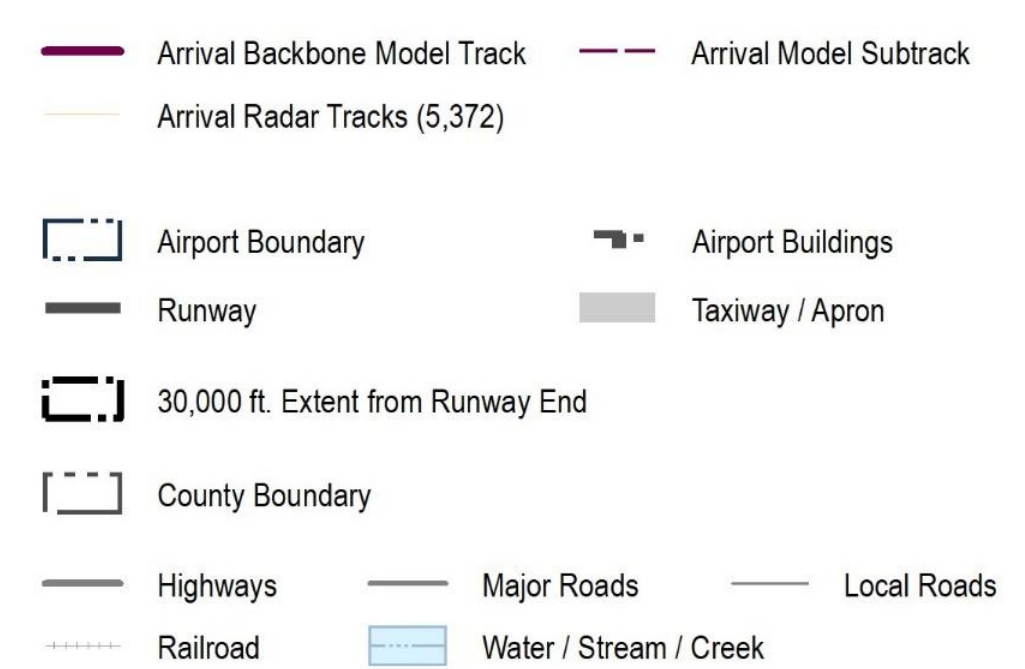 Arrival Backbone Model Track
Arrival Model Subtrack
Arrival Radar Tracks (5,372)
Airport Boundary
Airport Buildings
Runway
Taxiway / Apron
30,000 ft. Extent from Runway End
County Boundary
Highways
Major Roads
Local Roads
Railroad
Water / Stream / Creek